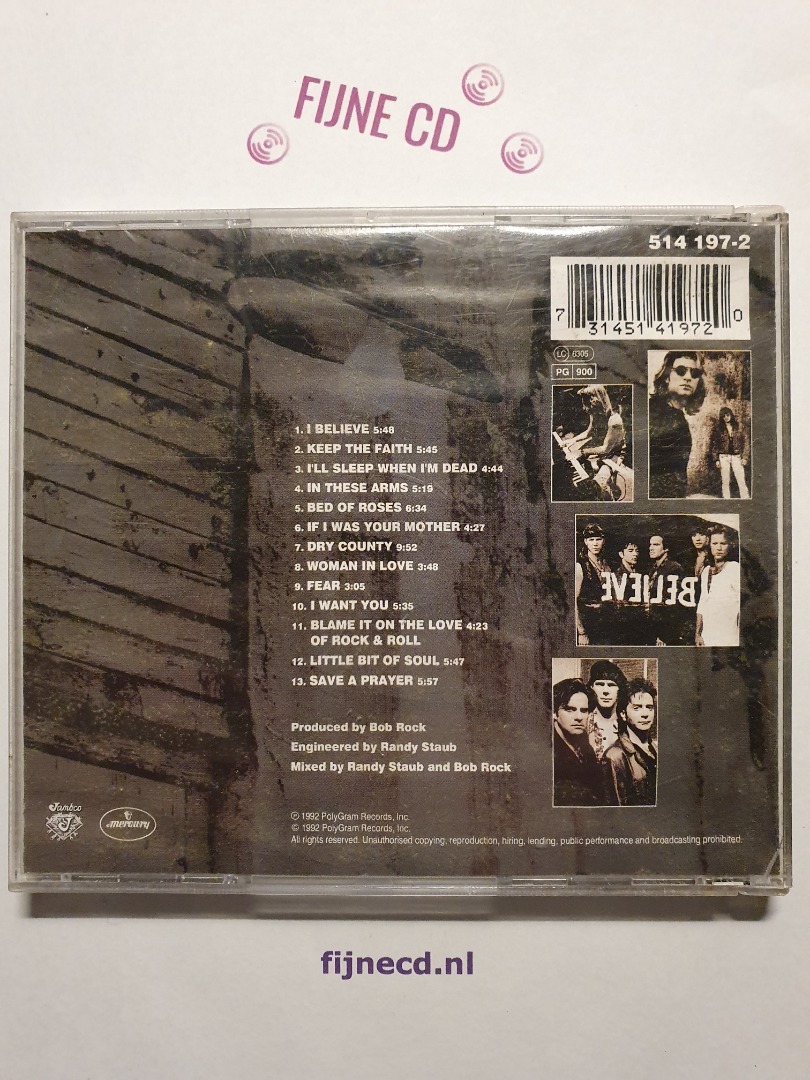 FIJNE CD
514 197-2
7 31451 41972 0
LC 6305
PG 900
1. I BELIEVE 5:48
2. KEEP THE FAITH 5:45
3. I'LL SLEEP WHEN I'M DEAD 4:44
4. IN THESE ARMS 5:19
5. BED OF ROSES 6:34
6. IF I WAS YOUR MOTHER 4:27
7. DRY COUNTY 9:52
8. WOMAN IN LOVE 3:48
9. FEAR 3:05
10. I WANT YOU 5:35
11. BLAME IT ON THE LOVE 4:23
OF ROCK & ROLL
12. LITTLE BIT OF SOUL 5:47
13. SAVE A PRAYER 5:57
I BELIEVE
Produced by Bob Rock
Engineered by Randy Staub
Mixed by Randy Staub and Bob Rock
Jambco
mercury
℗ 1992 PolyGram Records, Inc.
© 1992 PolyGram Records, Inc.
All rights reserved. Unauthorised copying, reproduction, hiring, lending, public performance and broadcasting prohibited.
fijnecd.nl